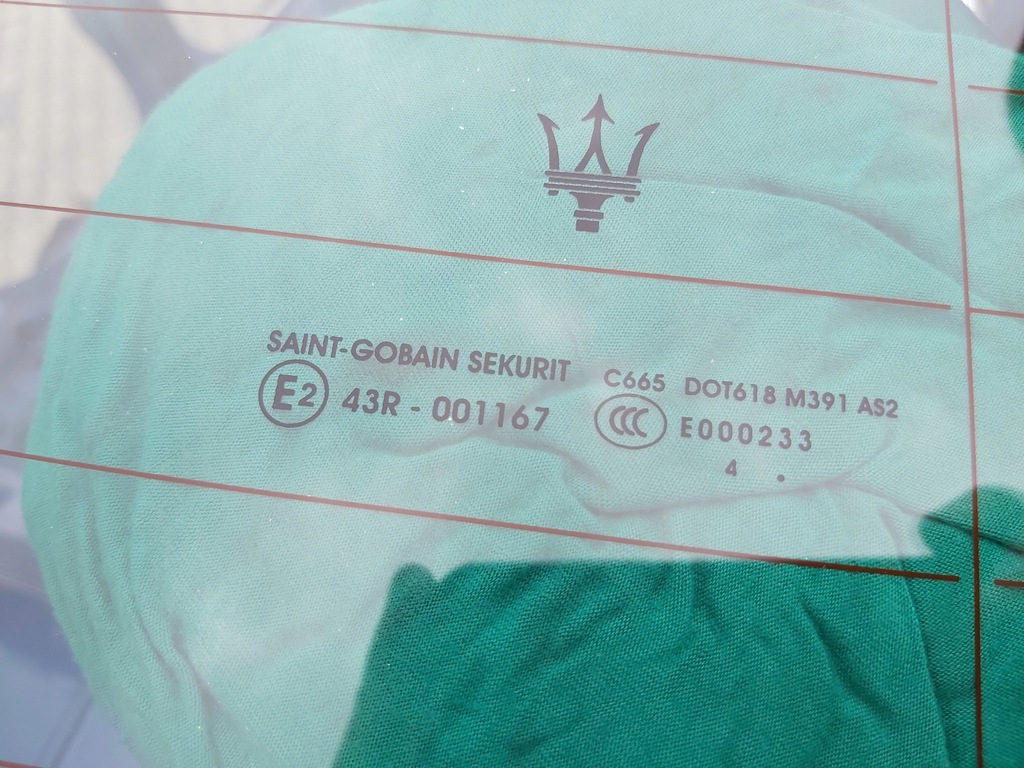 SAINT-GOBAIN SEKURIT
E2 43R - 001167
C665 DOT618 M391 AS2
CCC E000233
4 .